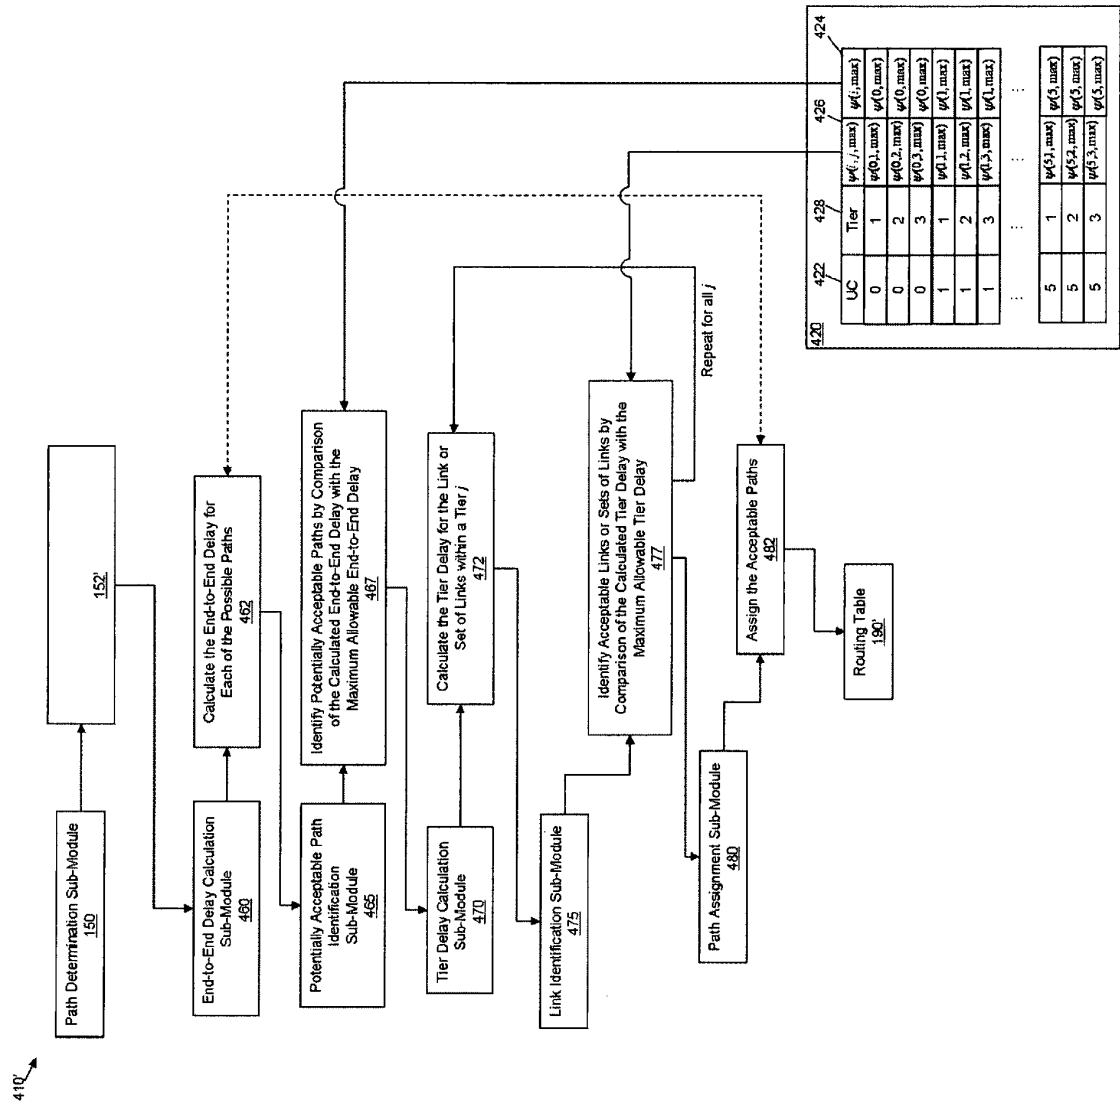 410'
Path Determination Sub-Module
150
152'
End-to-End Delay Calculation
Sub-Module
460
Calculate the End-to-End Delay for
Each of the Possible Paths
462
Potentially Acceptable Path
Identification
Sub-Module
465
Identify Potentially Acceptable Paths by Comparison
of the Calculated End-to-End Delay with the
Maximum Allowable End-to-End Delay
467
Tier Delay Calculation
Sub-Module
470
Calculate the Tier Delay for the Link or
Set of Links within a Tier j
472
Link Identification Sub-Module
475
Identify Acceptable Links or Sets of Links by
Comparison of the Calculated Tier Delay with the
Maximum Allowable Tier Delay
477
Repeat for all j
Path Assignment Sub-Module
480
Assign the Acceptable Paths
482
Routing Table
190'
420
422 428 426 424
UC Tier ψ(i, j, max) ψ(i, max)
0 1 ψ(0,1, max) ψ(0, max)
0 2 ψ(0,2, max) ψ(0, max)
0 3 ψ(0,3, max) ψ(0, max)
1 1 ψ(1,1, max) ψ(1, max)
1 2 ψ(1,2, max) ψ(1, max)
1 3 ψ(1,3, max) ψ(1, max)
... ... ... ...
5 1 ψ(5,1, max) ψ(5, max)
5 2 ψ(5,2, max) ψ(5, max)
5 3 ψ(5,3, max) ψ(5, max)